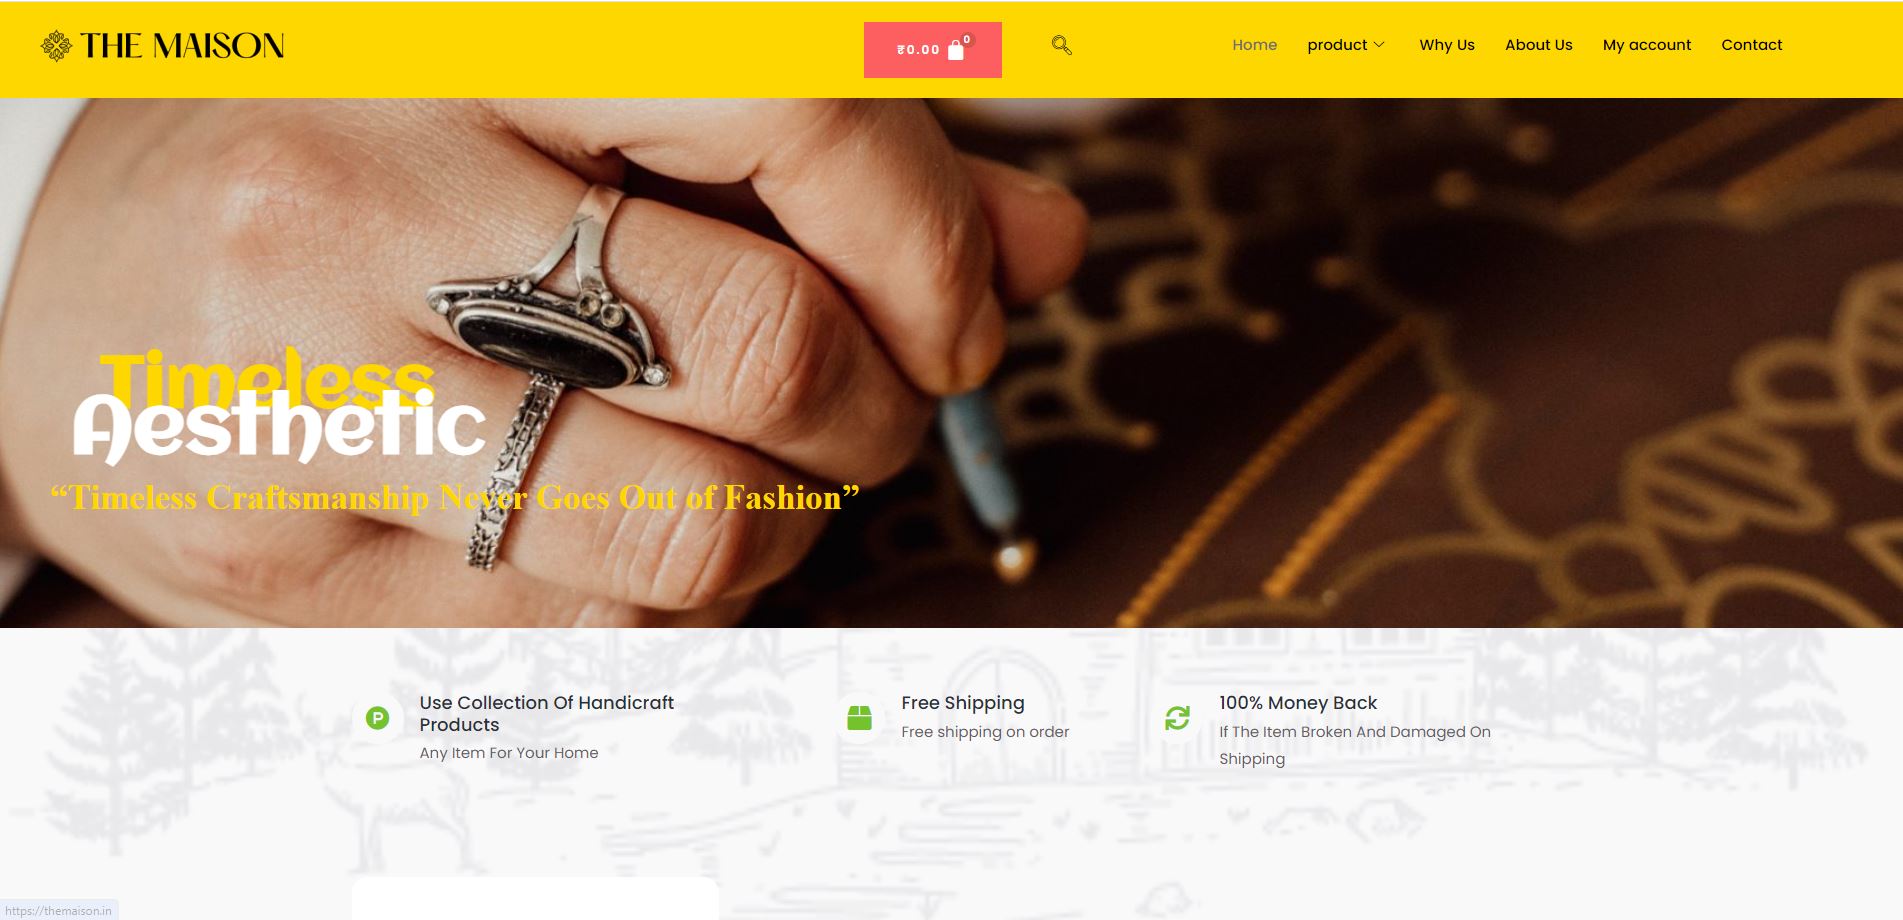 THE MAISON
₹0.00 0
Home product Why Us About Us My account Contact
Timeless
Aesthetic
“Timeless Craftsmanship Never Goes Out of Fashion”
P
Use Collection Of Handicraft
Products
Any Item For Your Home
Free Shipping
Free shipping on order
100% Money Back
If The Item Broken And Damaged On
Shipping
https://themaison.in